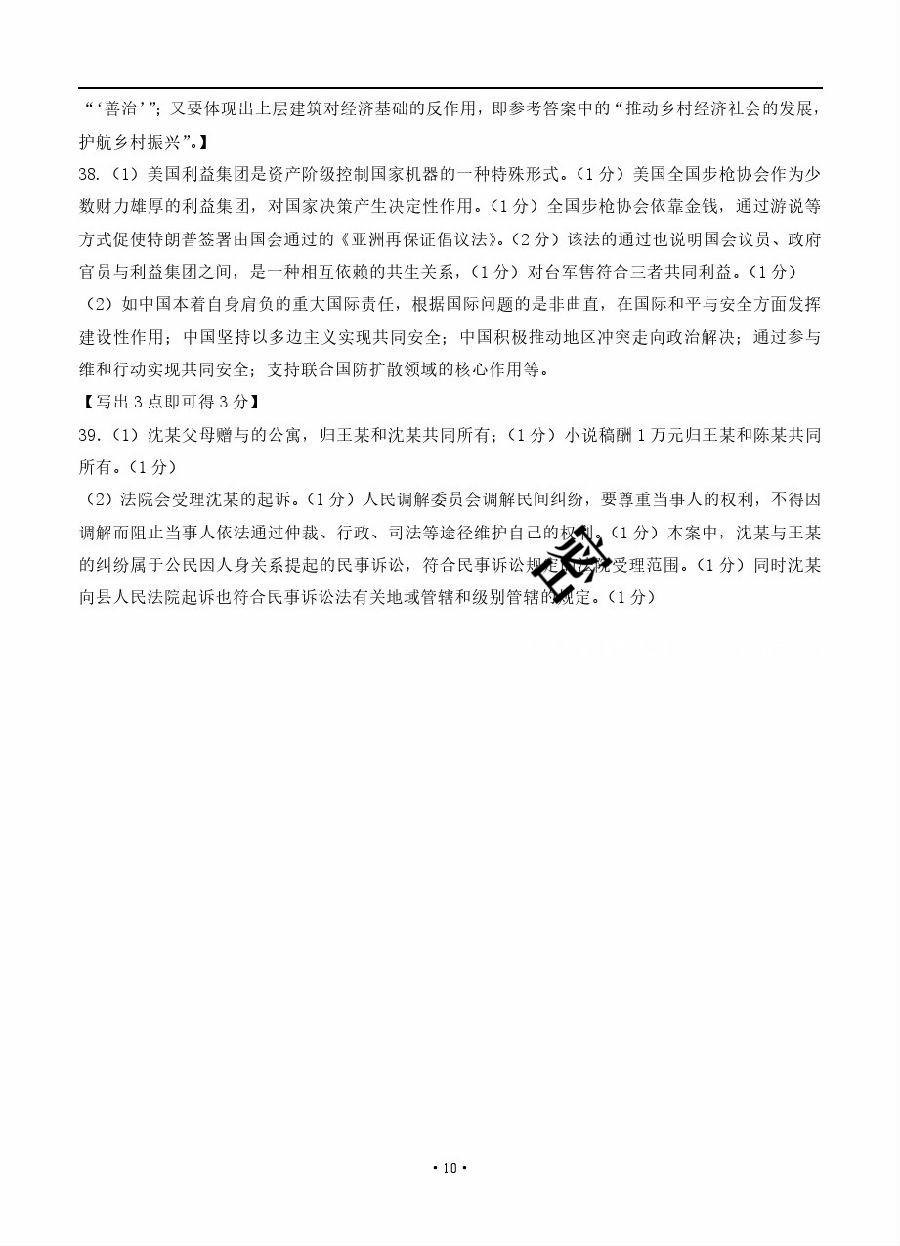 “‘善治’”；又要体现出上层建筑对经济基础的反作用，即参考答案中的“推动乡村经济社会的发展，
护航乡村振兴”。】
38.（1）美国利益集团是资产阶级控制国家机器的一种特殊形式。（1分）美国全国步枪协会作为少
数财力雄厚的利益集团，对国家决策产生决定性作用。（1分）全国步枪协会依靠金钱，通过游说等
方式促使特朗普签署由国会通过的《亚洲再保证倡议法》。（2分）该法的通过也说明国会议员、政府
官员与利益集团之间，是一种相互依赖的共生关系，（1分）对台军售符合三者共同利益。（1分）
（2）如中国本着自身肩负的重大国际责任，根据国际问题的是非曲直，在国际和平与安全方面发挥
建设性作用；中国坚持以多边主义实现共同安全；中国积极推动地区冲突走向政治解决；通过参与
维和行动实现共同安全；支持联合国防扩散领域的核心作用等。
【写出3点即可得3分】
39.（1）沈某父母赠与的公寓，归王某和沈某共同所有；（1分）小说稿酬1万元归王某和陈某共同
所有。（1分）
（2）法院会受理沈某的起诉。（1分）人民调解委员会调解民间纠纷，要尊重当事人的权利，不得因
调解而阻止当事人依法通过仲裁、行政、司法等途径维护自己的权利。（1分）本案中，沈某与王某
的纠纷属于公民因人身关系提起的民事诉讼，符合民事诉讼规定的法院受理范围。（1分）同时沈某
向县人民法院起诉也符合民事诉讼法有关地域管辖和级别管辖的规定。（1分）
密
·10·